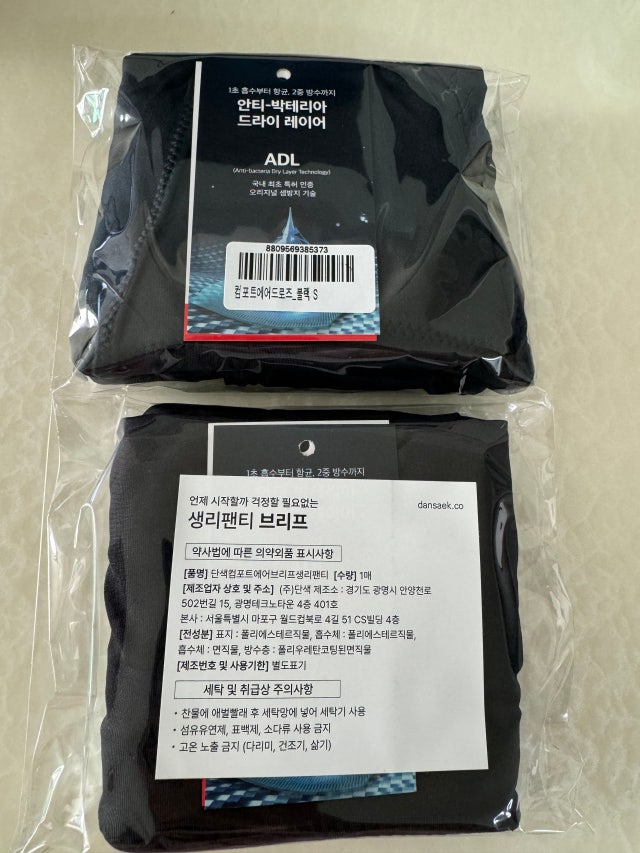 1초 흡수부터 항균, 2중 방수까지
안티-박테리아
드라이 레이어
ADL
(Anti-bacteria Dry Layer Technology)
국내 최초 특허 인증
오리지널 샘방지 기술
8809569385373
컴포트에어드로즈_블랙 S
1초 흡수부터 항균, 2중 방수까지
언제 시작할까 걱정할 필요없는
dansaek.co
생리팬티 브리프
약사법에 따른 의약외품 표시사항
[품명] 단색컴포트에어브리프생리팬티 [수량] 1매
[제조업자 상호 및 주소] (주)단색 제조소 : 경기도 광명시 안양천로
502번길 15, 광명테크노타운 4층 401호
본사 : 서울특별시 마포구 월드컵북로 4길 51 CS빌딩 4층
[전성분] 표지 : 폴리에스테르직물, 흡수체 : 폴리에스테르직물,
흡수체 : 면직물, 방수층 : 폴리우레탄코팅된면직물
[제조번호 및 사용기한] 별도표기
세탁 및 취급상 주의사항
• 찬물에 애벌빨래 후 세탁망에 넣어 세탁기 사용
• 섬유유연제, 표백제, 소다류 사용 금지
• 고온 노출 금지 (다리미, 건조기, 삶기)